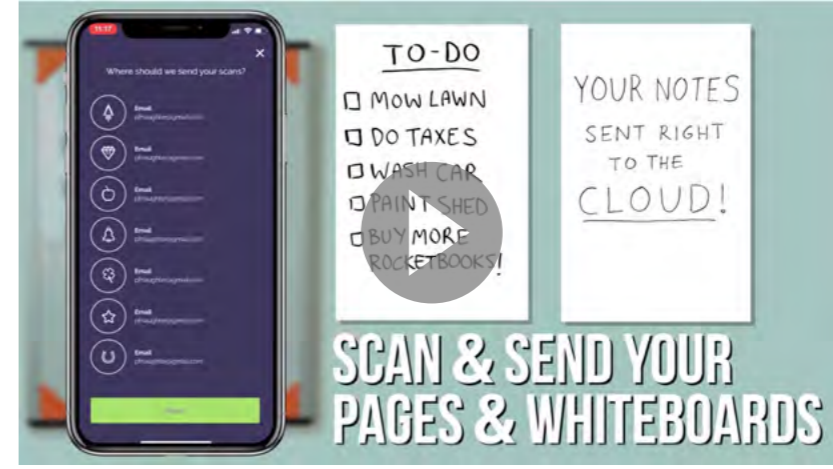 11:17
Where should we send your scans?
Email
Email
Email
Email
Email
Email
Email
TO-DO
MOW LAWN
DO TAXES
WASH CAR
PAINT SHED
BUY MORE
ROCKETBOOKS!
YOUR NOTES
SENT RIGHT
TO THE
CLOUD!
SCAN & SEND YOUR
PAGES & WHITEBOARDS